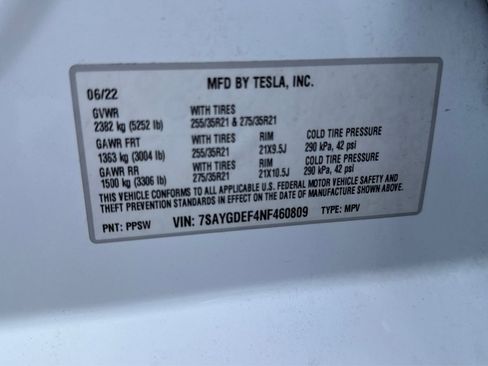 MFD BY TESLA, INC.
06/22
GVWR WITH TIRES
2382 kg (5252 lb) 255/35R21 & 275/35R21
GAWR FRT WITH TIRES RIM COLD TIRE PRESSURE
1363 kg (3004 lb) 255/35R21 21X9.5J 290 kPa, 42 psi
GAWR RR WITH TIRES RIM COLD TIRE PRESSURE
1500 kg (3306 lb) 275/35R21 21X10.5J 290 kPa, 42 psi
THIS VEHICLE CONFORMS TO ALL APPLICABLE U.S. FEDERAL MOTOR VEHICLE SAFETY AND
THEFT PREVENTION STANDARDS IN EFFECT ON THE DATE OF MANUFACTURE SHOWN ABOVE.
PNT: PPSW VIN: 7SAYGDEF4NF460809 TYPE: MPV